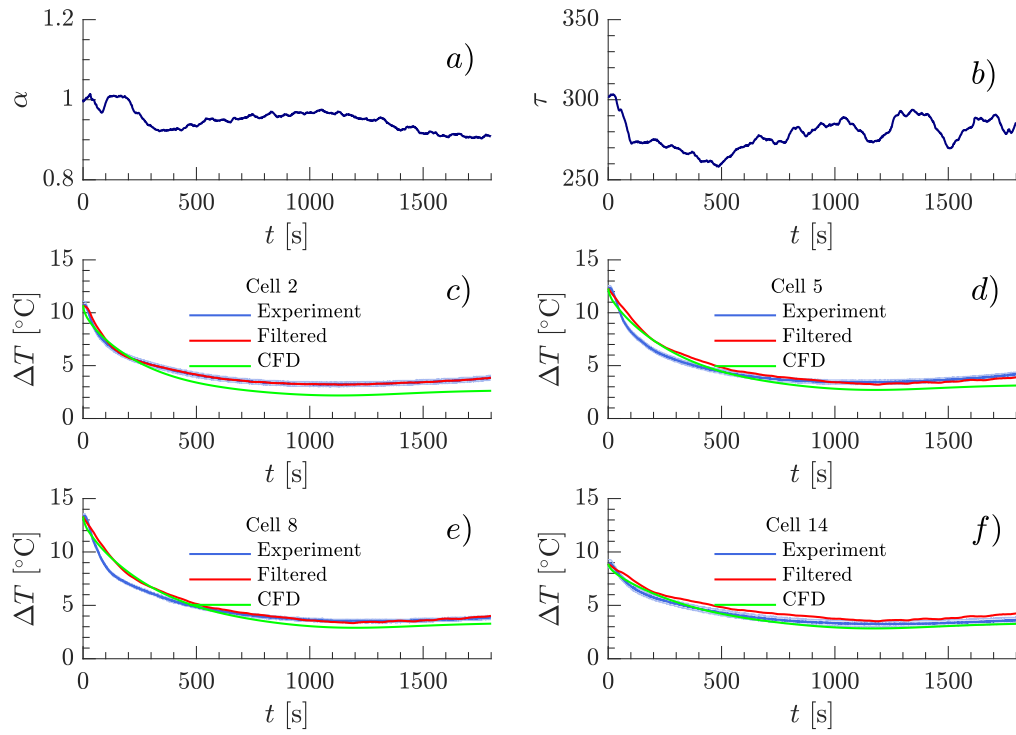 1.2
1
0.8
α
a)
0
500
1000
1500
t [s]
350
300
250
τ
b)
0
500
1000
1500
t [s]
15
10
5
0
ΔT [°C]
Cell 2
Experiment
Filtered
CFD
c)
0
500
1000
1500
t [s]
15
10
5
0
ΔT [°C]
Cell 5
Experiment
Filtered
CFD
d)
0
500
1000
1500
t [s]
15
10
5
0
ΔT [°C]
Cell 8
Experiment
Filtered
CFD
e)
0
500
1000
1500
t [s]
15
10
5
0
ΔT [°C]
Cell 14
Experiment
Filtered
CFD
f)
0
500
1000
1500
t [s]